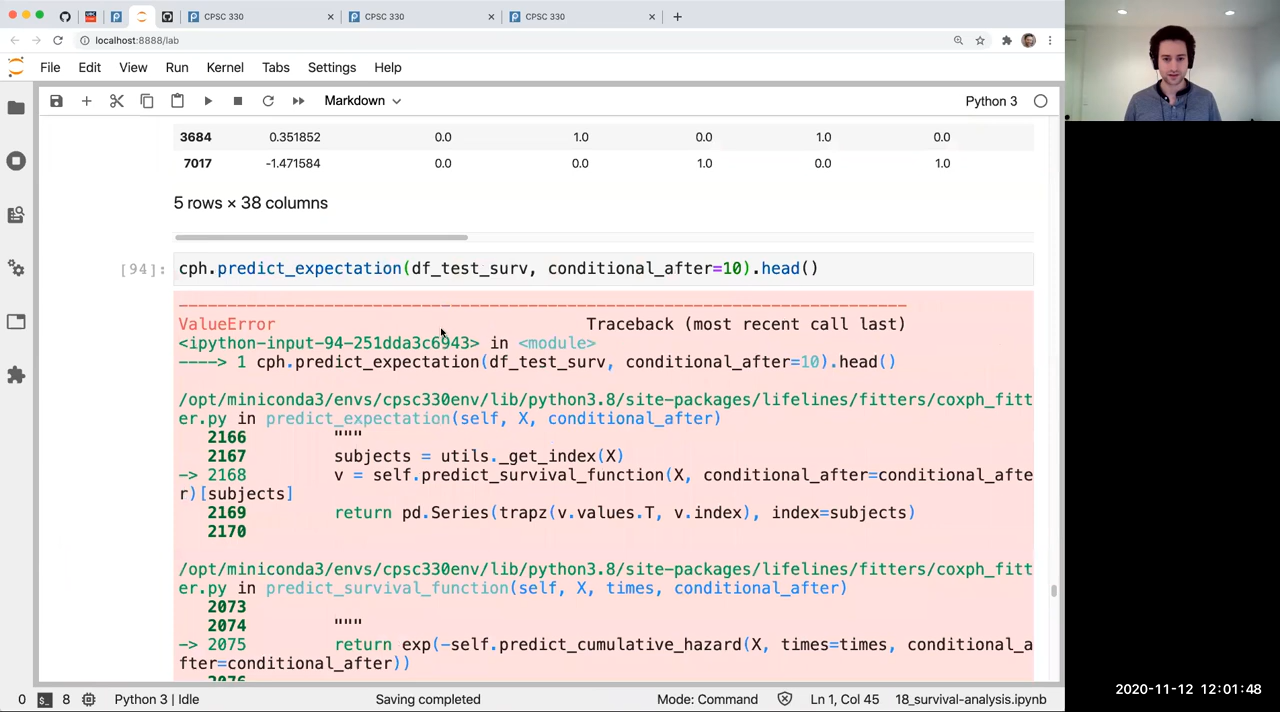 CPSC 330 × CPSC 330 × CPSC 330 × +
localhost:8888/lab
File Edit View Run Kernel Tabs Settings Help
Markdown Python 3
3684 0.351852 0.0 1.0 0.0 1.0 0.0
7017 -1.471584 0.0 0.0 1.0 0.0 1.0
5 rows × 38 columns
[94]: cph.predict_expectation(df_test_surv, conditional_after=10).head()
---------------------------------------------------------------------------
ValueError Traceback (most recent call last)
<ipython-input-94-251dda3c6943> in <module>
----> 1 cph.predict_expectation(df_test_surv, conditional_after=10).head()
/opt/miniconda3/envs/cpsc330env/lib/python3.8/site-packages/lifelines/fitters/coxph_fitt
er.py in predict_expectation(self, X, conditional_after)
2166 """
2167 subjects = utils._get_index(X)
-> 2168 v = self.predict_survival_function(X, conditional_after=conditional_afte
r)[subjects]
2169 return pd.Series(trapz(v.values.T, v.index), index=subjects)
2170
/opt/miniconda3/envs/cpsc330env/lib/python3.8/site-packages/lifelines/fitters/coxph_fitt
er.py in predict_survival_function(self, X, times, conditional_after)
2073
2074 """
-> 2075 return exp(-self.predict_cumulative_hazard(X, times=times, conditional_a
fter=conditional_after))
2076
0 8 Python 3 | Idle Saving completed Mode: Command Ln 1, Col 45 18_survival-analysis.ipynb
2020-11-12 12:01:48